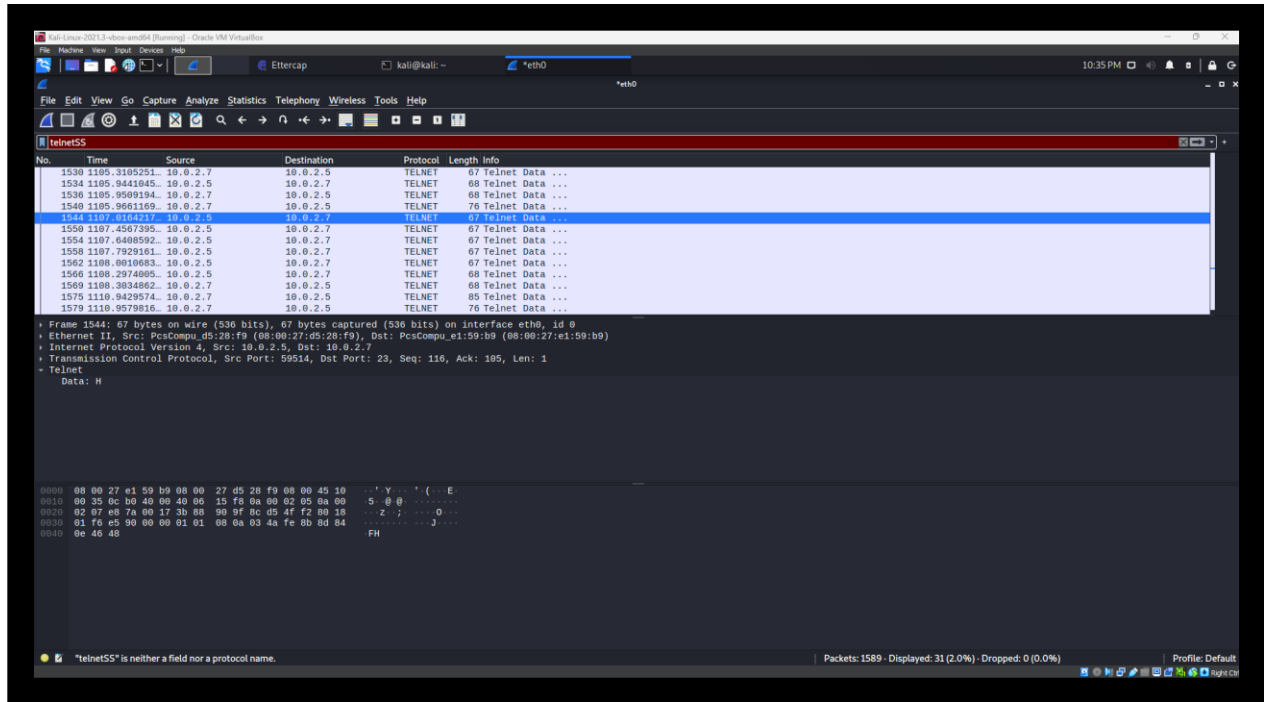 Kali-Linux-2021.3-vbox-amd64 [Running] - Oracle VM VirtualBox
File Machine View Input Devices Help
Ettercap kali@kali: ~ *eth0 10:35 PM
*eth0
File Edit View Go Capture Analyze Statistics Telephony Wireless Tools Help
telnetSS
No. Time Source Destination Protocol Length Info
1530 1105.3105251… 10.0.2.7 10.0.2.5 TELNET 67 Telnet Data ...
1534 1105.9441045… 10.0.2.5 10.0.2.7 TELNET 68 Telnet Data ...
1536 1105.9509194… 10.0.2.7 10.0.2.5 TELNET 68 Telnet Data ...
1540 1105.9661169… 10.0.2.7 10.0.2.5 TELNET 76 Telnet Data ...
1544 1107.0164217… 10.0.2.5 10.0.2.7 TELNET 67 Telnet Data ...
1550 1107.4567395… 10.0.2.5 10.0.2.7 TELNET 67 Telnet Data ...
1554 1107.6408592… 10.0.2.5 10.0.2.7 TELNET 67 Telnet Data ...
1558 1107.7929161… 10.0.2.5 10.0.2.7 TELNET 67 Telnet Data ...
1562 1108.0010683… 10.0.2.5 10.0.2.7 TELNET 67 Telnet Data ...
1566 1108.2974005… 10.0.2.5 10.0.2.7 TELNET 68 Telnet Data ...
1569 1108.3034862… 10.0.2.7 10.0.2.5 TELNET 68 Telnet Data ...
1575 1110.9429574… 10.0.2.7 10.0.2.5 TELNET 85 Telnet Data ...
1579 1110.9579816… 10.0.2.7 10.0.2.5 TELNET 76 Telnet Data ...
Frame 1544: 67 bytes on wire (536 bits), 67 bytes captured (536 bits) on interface eth0, id 0
Ethernet II, Src: PcsCompu_d5:28:f9 (08:00:27:d5:28:f9), Dst: PcsCompu_e1:59:b9 (08:00:27:e1:59:b9)
Internet Protocol Version 4, Src: 10.0.2.5, Dst: 10.0.2.7
Transmission Control Protocol, Src Port: 59514, Dst Port: 23, Seq: 116, Ack: 105, Len: 1
Telnet
Data: H
0000 08 00 27 e1 59 b9 08 00 27 d5 28 f9 08 00 45 10 ··'·Y··· '·(···E·
0010 00 35 0c b0 40 00 40 06 15 f8 0a 00 02 05 0a 00 ·5··@·@· ········
0020 02 07 e8 7a 00 17 3b 88 90 9f 8c d5 4f f2 80 18 ···z··;· ····O···
0030 01 f6 e5 90 00 00 01 01 08 0a 03 4a fe 8b 8d 84 ········ ···J····
0040 0e 46 48 ·FH
"telnetSS" is neither a field nor a protocol name. Packets: 1589 · Displayed: 31 (2.0%) · Dropped: 0 (0.0%) Profile: Default
Right Ctr